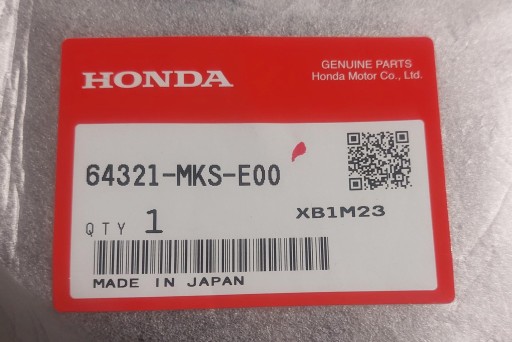 HONDA
GENUINE PARTS
Honda Motor Co., Ltd.
64321-MKS-E00
QTY 1
XB1M23
MADE IN JAPAN